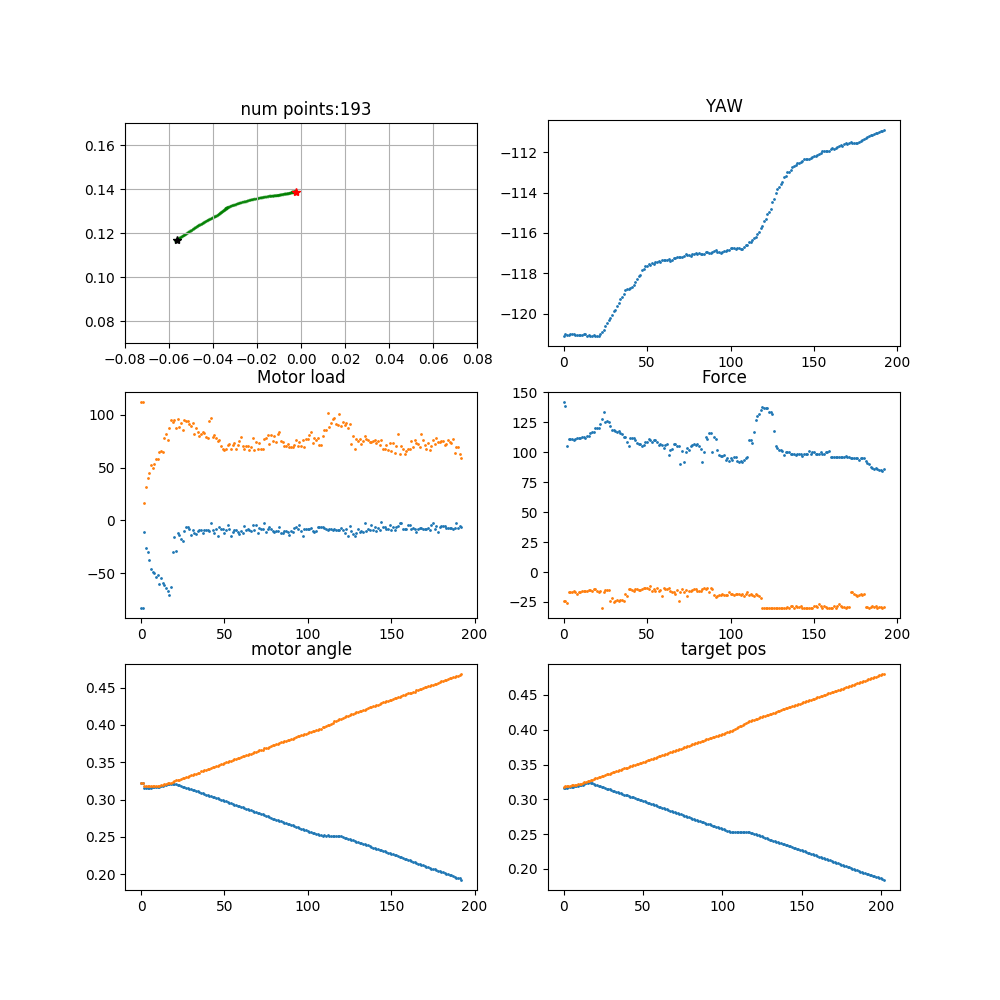 num points:193
0.16
0.14
0.12
0.10
0.08
−0.08 −0.06 −0.04 −0.02 0.00 0.02 0.04 0.06 0.08
YAW
−112
−114
−116
−118
−120
0 50 100 150 200
Motor load
100
50
0
−50
0 50 100 150 200
Force
150
125
100
75
50
25
0
−25
0 50 100 150 200
motor angle
0.45
0.40
0.35
0.30
0.25
0.20
0 50 100 150 200
target pos
0.45
0.40
0.35
0.30
0.25
0.20
0 50 100 150 200